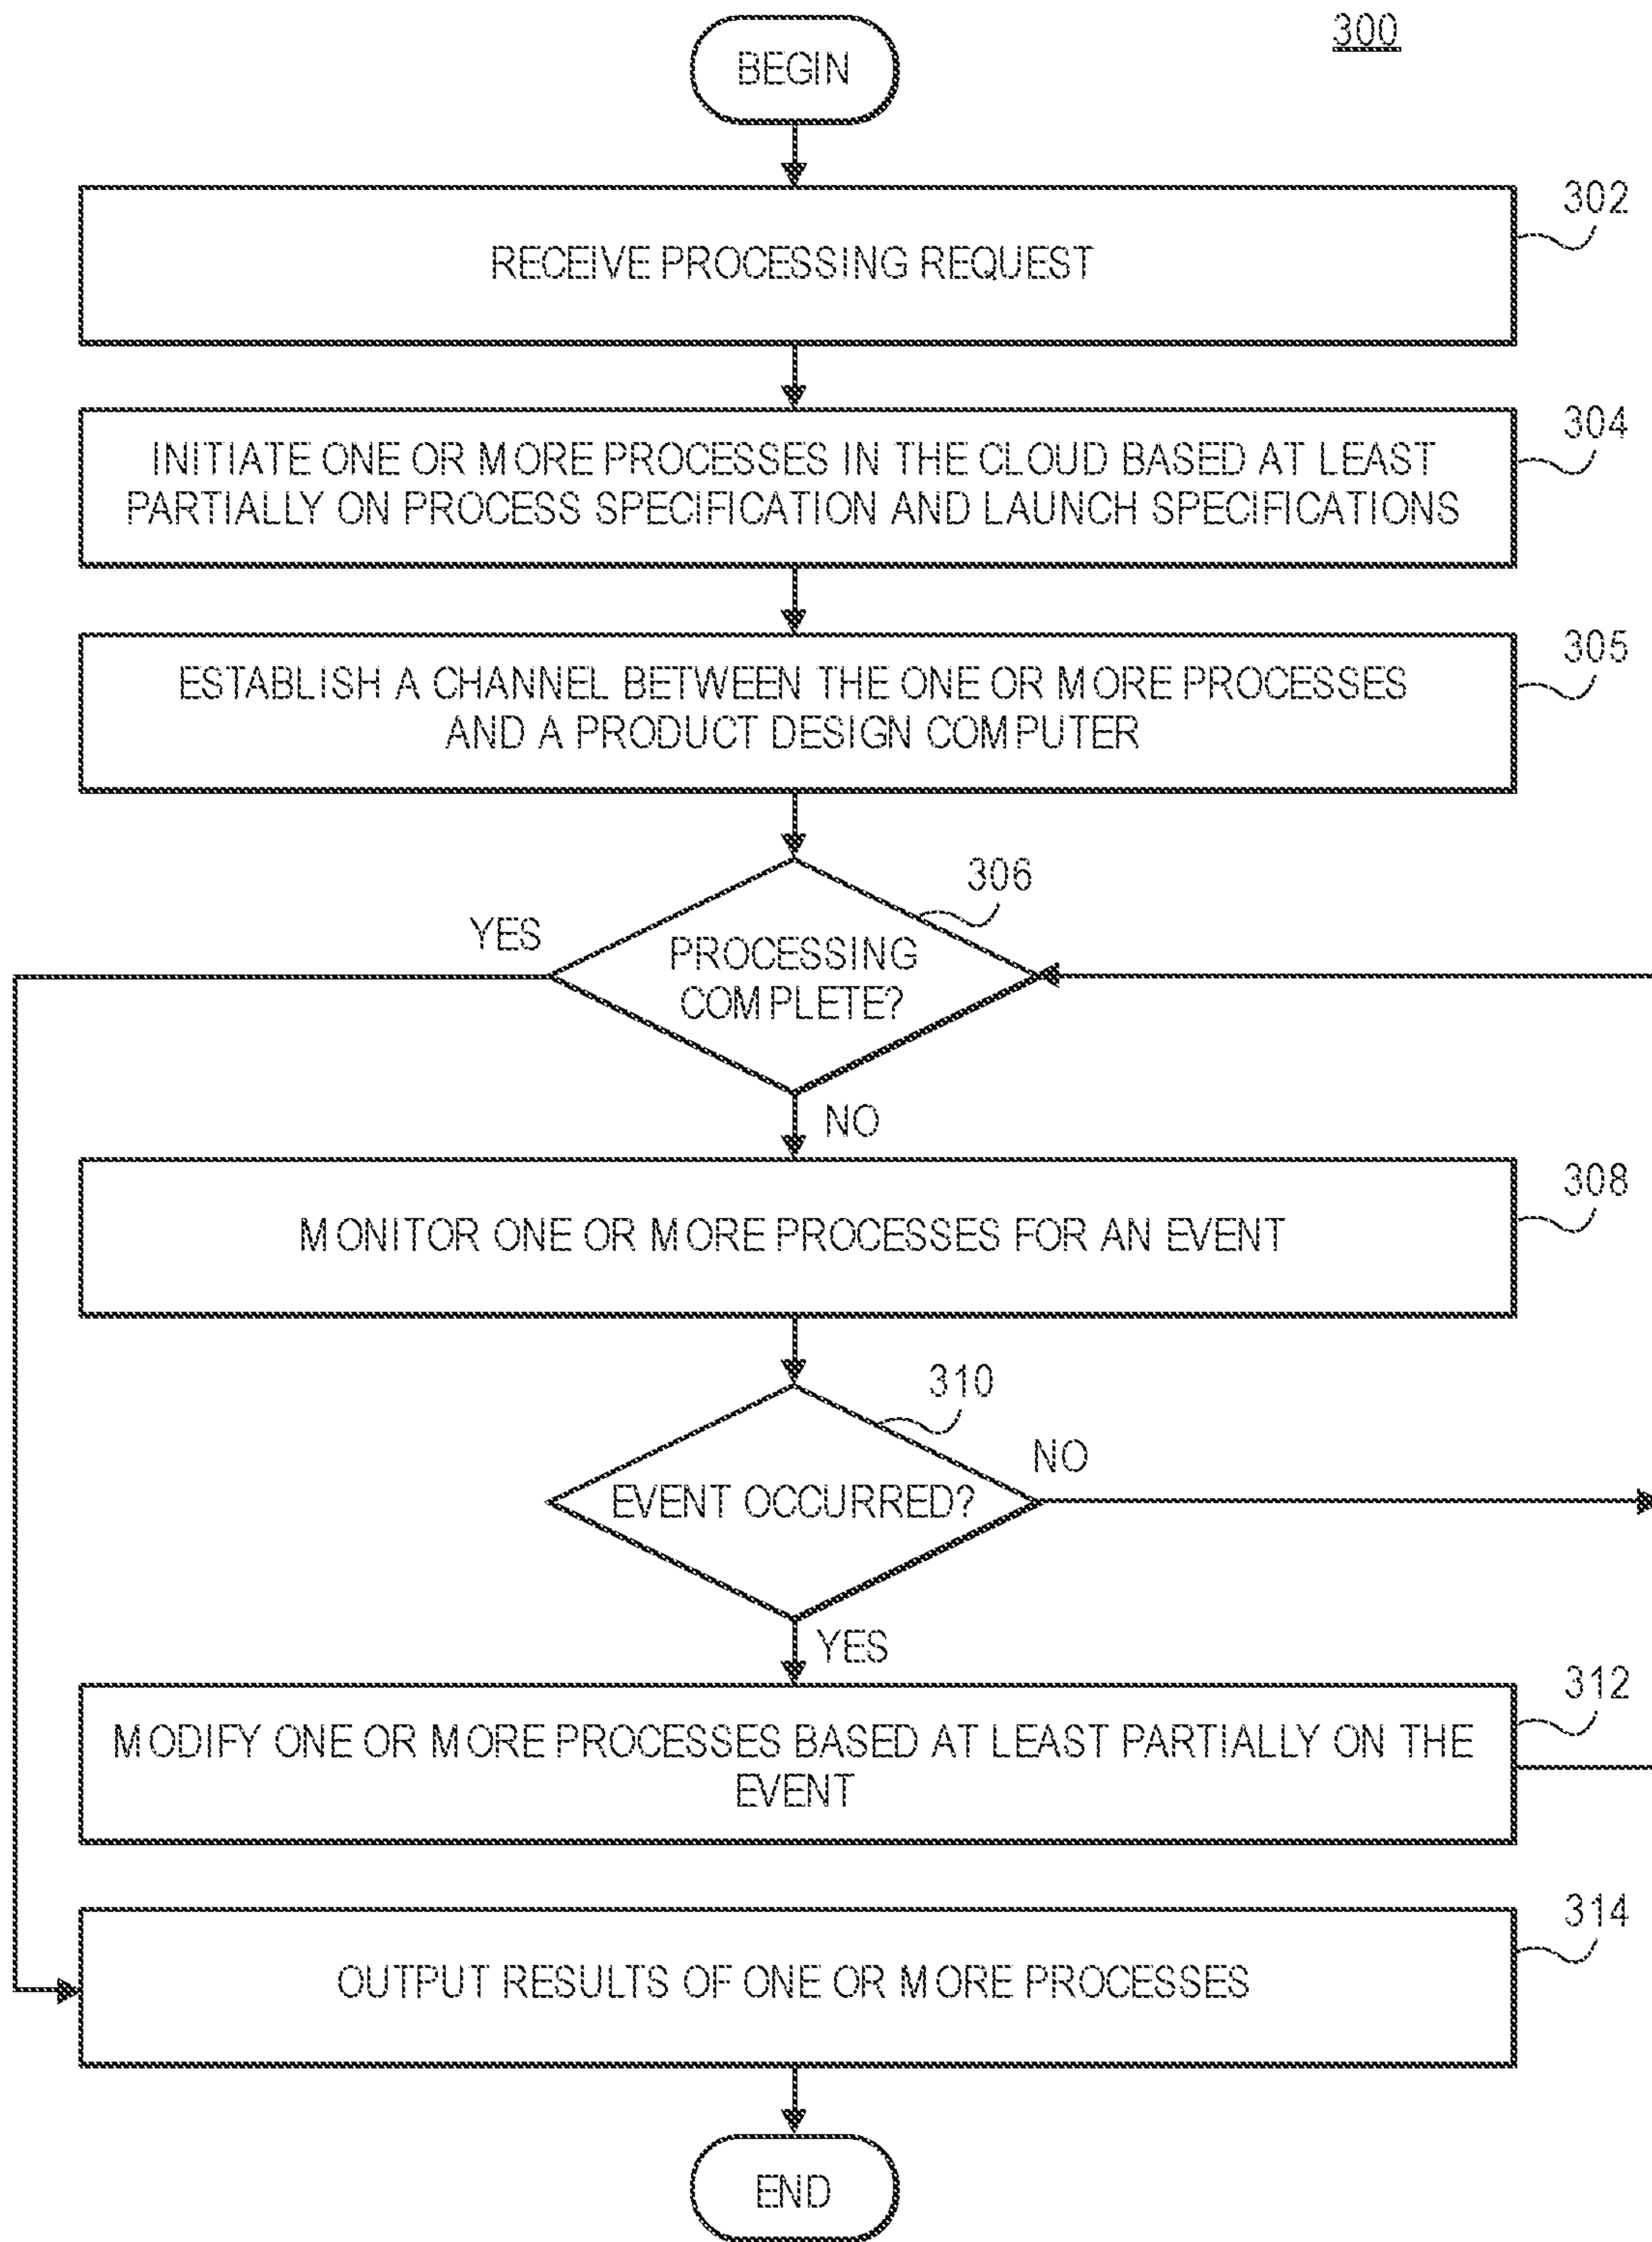 300
BEGIN
302
RECEIVE PROCESSING REQUEST
304
INITIATE ONE OR MORE PROCESSES IN THE CLOUD BASED AT LEAST
PARTIALLY ON PROCESS SPECIFICATION AND LAUNCH SPECIFICATIONS
305
ESTABLISH A CHANNEL BETWEEN THE ONE OR MORE PROCESSES
AND A PRODUCT DESIGN COMPUTER
306
YES
PROCESSING
COMPLETE?
NO
308
MONITOR ONE OR MORE PROCESSES FOR AN EVENT
310
NO
EVENT OCCURRED?
YES
312
MODIFY ONE OR MORE PROCESSES BASED AT LEAST PARTIALLY ON THE
EVENT
314
OUTPUT RESULTS OF ONE OR MORE PROCESSES
END